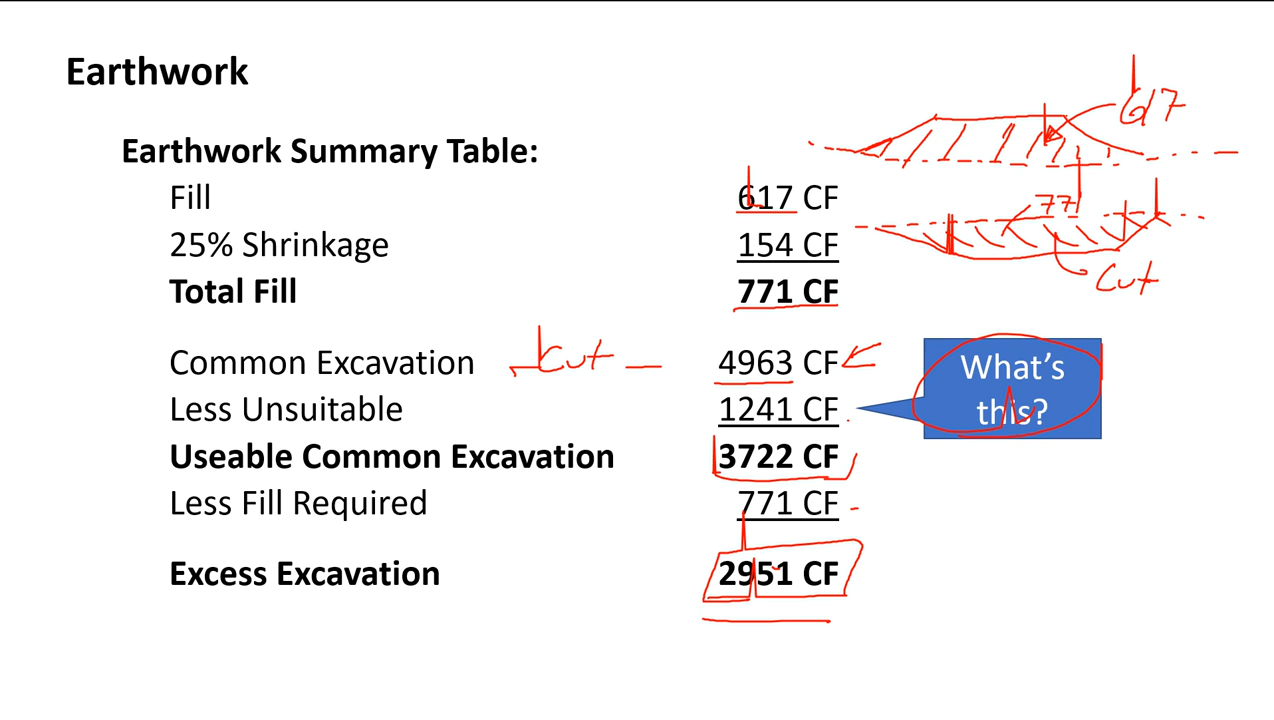 Earthwork
Earthwork Summary Table:
Fill 617 CF
25% Shrinkage 154 CF
Total Fill 771 CF
Common Excavation cut 4963 CF
Less Unsuitable 1241 CF
Useable Common Excavation 3722 CF
Less Fill Required 771 CF
Excess Excavation 2951 CF
617
771
Cut
What's
this?